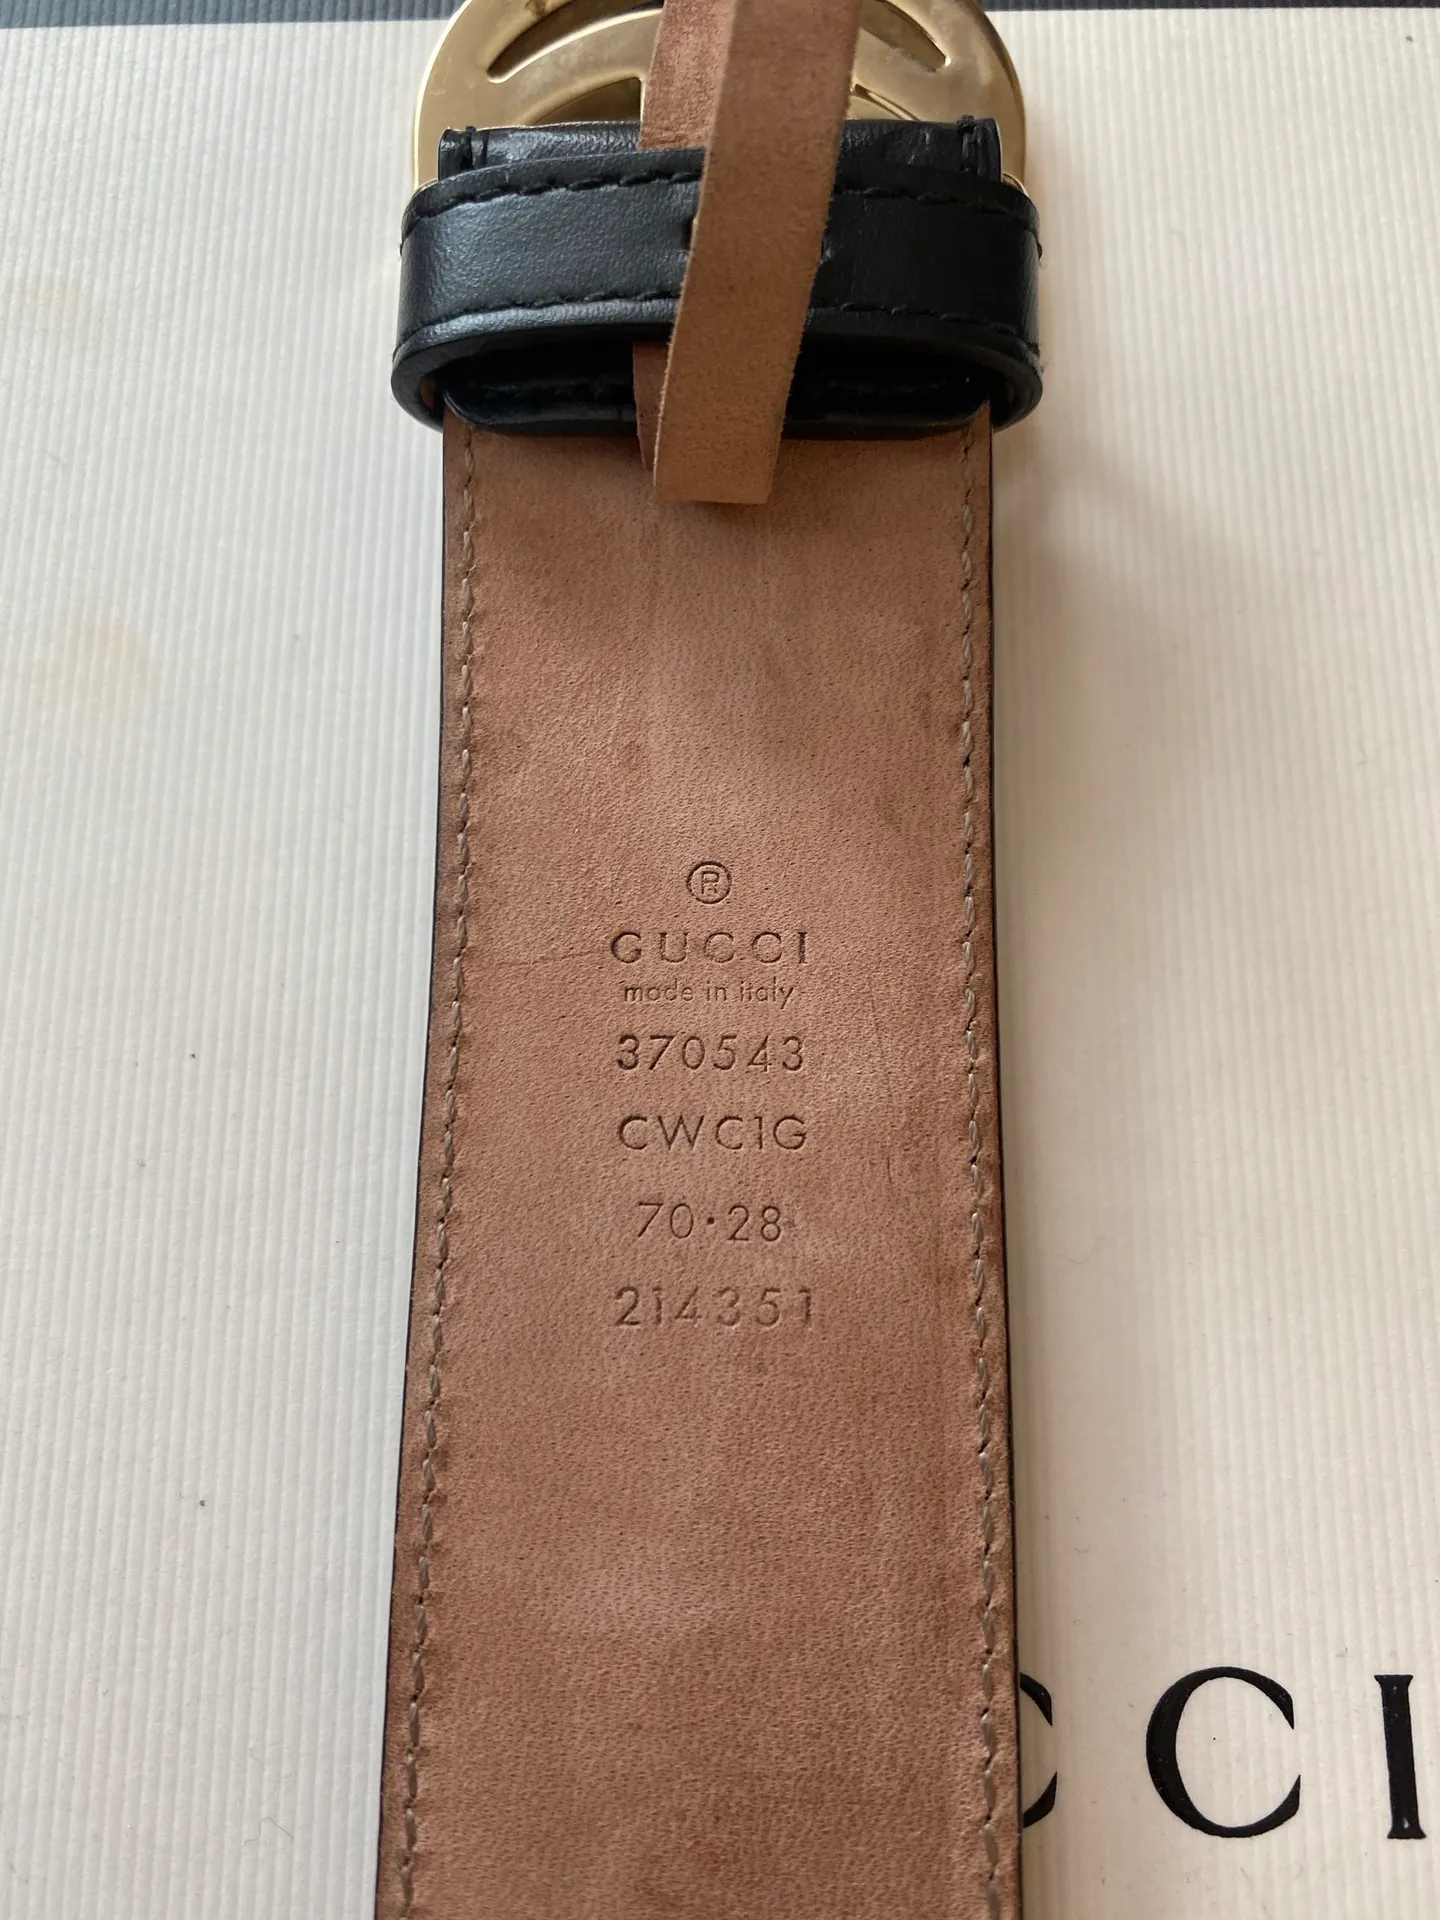 ®
GUCCI
made in italy
370543
CWC1G
70·28
214351
CCI